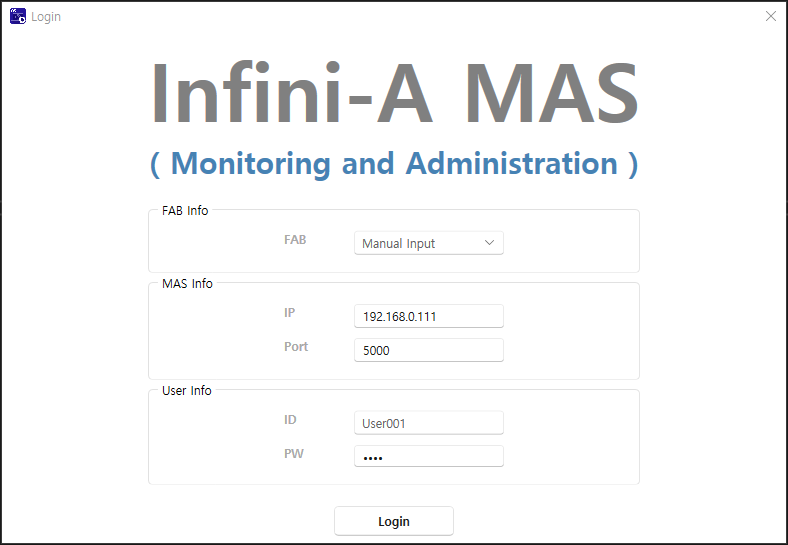 Login
Infini-A MAS
( Monitoring and Administration )
FAB Info
FAB Manual Input
MAS Info
IP 192.168.0.111
Port 5000
User Info
ID User001
PW ••••
Login